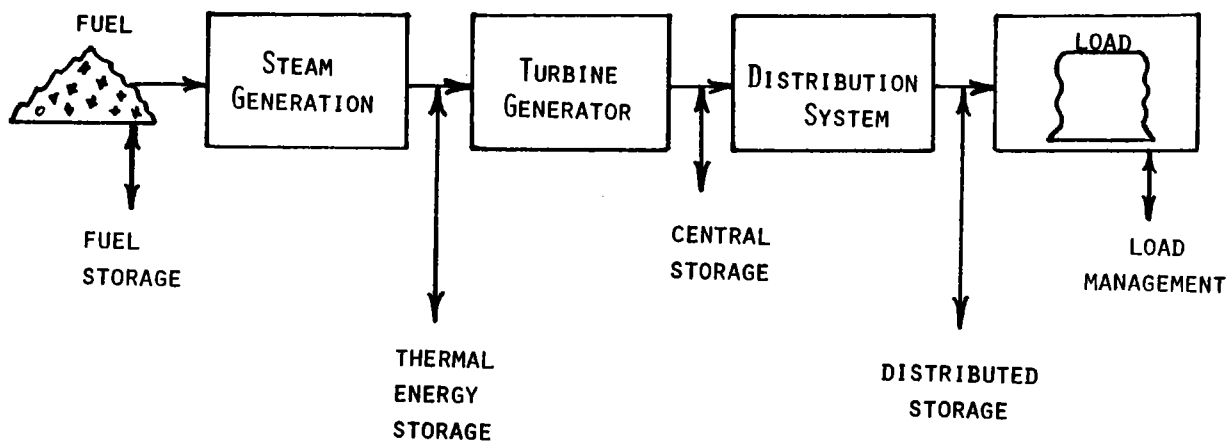 FUEL
STEAM
GENERATION
TURBINE
GENERATOR
DISTRIBUTION
SYSTEM
LOAD
FUEL
STORAGE
THERMAL
ENERGY
STORAGE
CENTRAL
STORAGE
DISTRIBUTED
STORAGE
LOAD
MANAGEMENT